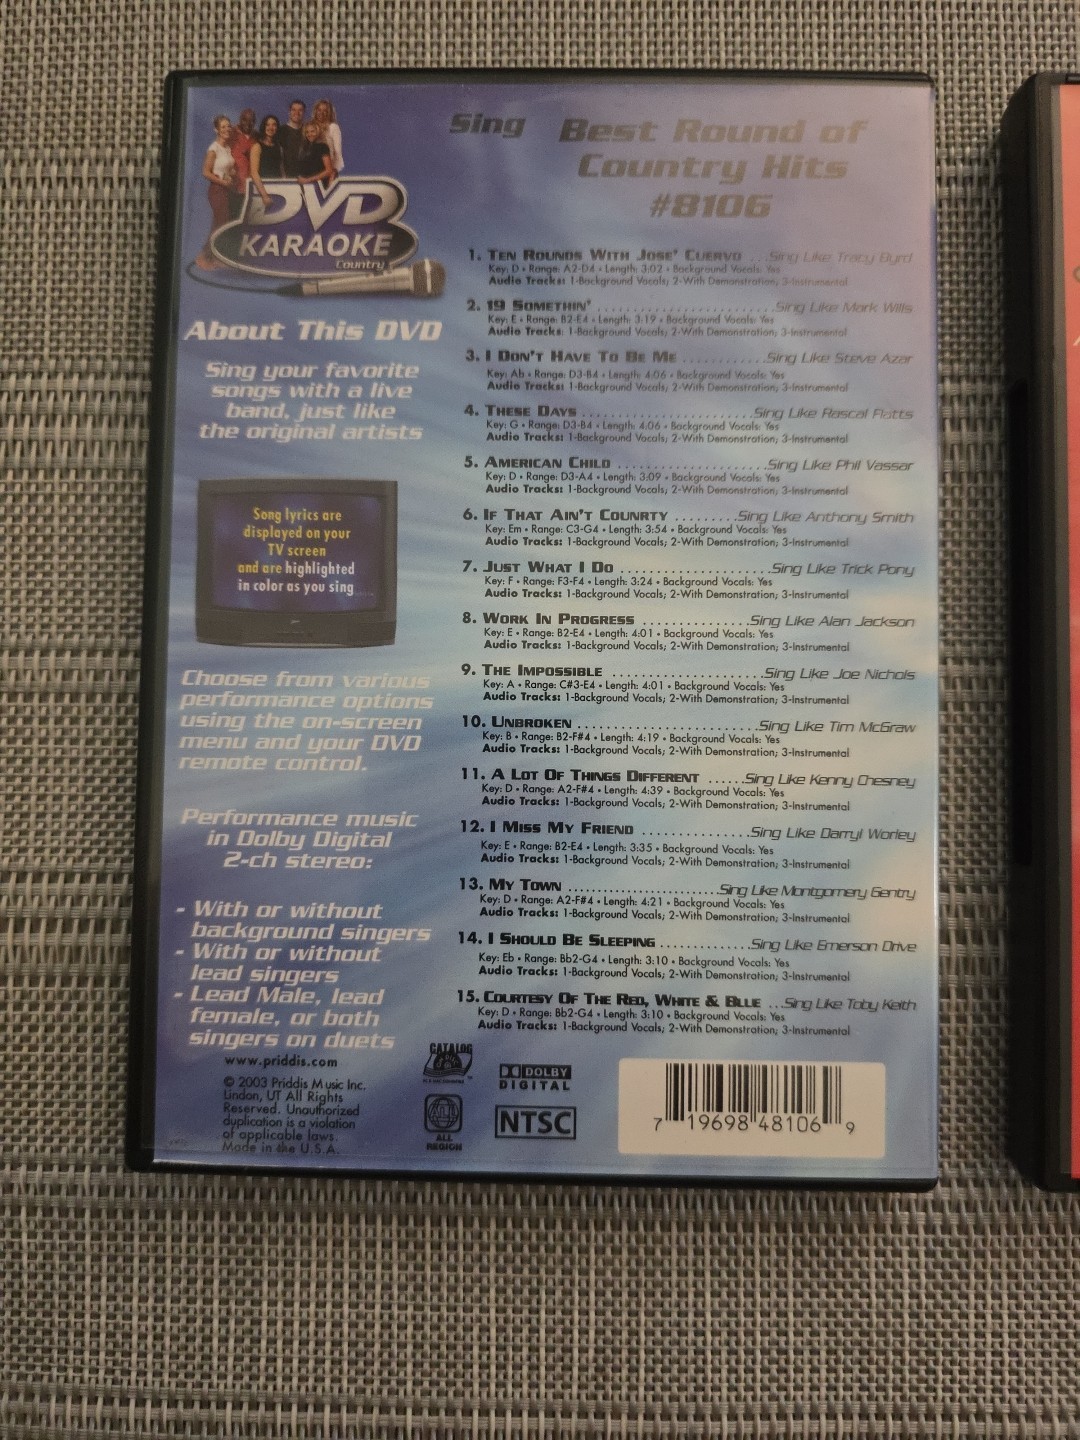 DVD
KARAOKE
Country
About This DVD
Sing your favorite
songs with a live
band, just like
the original artists
Song lyrics are
displayed on your
TV screen
and are highlighted
in color as you sing
Choose from various
performance options
using the on-screen
menu and your DVD
remote control.
Performance music
in Dolby Digital
2-ch stereo:
- With or without
background singers
- With or without
lead singers
- Lead Male, lead
female, or both
singers on duets
www.priddis.com
© 2003 Priddis Music Inc.
Lindon, UT All Rights
Reserved. Unauthorized
duplication is a violation
of applicable laws.
Made in the U.S.A.
Sing Best Round of
Country Hits
#8106
1. Ten Rounds With Jose' Cuervo ...Sing Like Tracy Byrd
Key: D • Range: A2-D4 • Length: 3:02 • Background Vocals: Yes
Audio Tracks: 1-Background Vocals; 2-With Demonstration; 3-Instrumental
2. 19 Somethin' ........................Sing Like Mark Wills
Key: E • Range: B2-E4 • Length: 3:19 • Background Vocals: Yes
Audio Tracks: 1-Background Vocals; 2-With Demonstration; 3-Instrumental
3. I Don't Have To Be Me ...........Sing Like Steve Azar
Key: Ab • Range: D3-B4 • Length: 4:06 • Background Vocals: Yes
Audio Tracks: 1-Background Vocals; 2-With Demonstration; 3-Instrumental
4. These Days .......................Sing Like Rascal Flatts
Key: G • Range: D3-B4 • Length: 4:06 • Background Vocals: Yes
Audio Tracks: 1-Background Vocals; 2-With Demonstration; 3-Instrumental
5. American Child ....................Sing Like Phil Vassar
Key: D • Range: D3-A4 • Length: 3:09 • Background Vocals: Yes
Audio Tracks: 1-Background Vocals; 2-With Demonstration; 3-Instrumental
6. If That Ain't Counrty .........Sing Like Anthony Smith
Key: Em • Range: C3-G4 • Length: 3:54 • Background Vocals: Yes
Audio Tracks: 1-Background Vocals; 2-With Demonstration; 3-Instrumental
7. Just What I Do ....................Sing Like Trick Pony
Key: F • Range: F3-F4 • Length: 3:24 • Background Vocals: Yes
Audio Tracks: 1-Background Vocals; 2-With Demonstration; 3-Instrumental
8. Work In Progress ...............Sing Like Alan Jackson
Key: E • Range: B2-E4 • Length: 4:01 • Background Vocals: Yes
Audio Tracks: 1-Background Vocals; 2-With Demonstration; 3-Instrumental
9. The Impossible ....................Sing Like Joe Nichols
Key: A • Range: C#3-E4 • Length: 4:01 • Background Vocals: Yes
Audio Tracks: 1-Background Vocals; 2-With Demonstration; 3-Instrumental
10. Unbroken ........................Sing Like Tim McGraw
Key: B • Range: B2-F#4 • Length: 4:19 • Background Vocals: Yes
Audio Tracks: 1-Background Vocals; 2-With Demonstration; 3-Instrumental
11. A Lot Of Things Different ......Sing Like Kenny Chesney
Key: D • Range: A2-F#4 • Length: 4:39 • Background Vocals: Yes
Audio Tracks: 1-Background Vocals; 2-With Demonstration; 3-Instrumental
12. I Miss My Friend ...............Sing Like Darryl Worley
Key: E • Range: B2-E4 • Length: 3:35 • Background Vocals: Yes
Audio Tracks: 1-Background Vocals; 2-With Demonstration; 3-Instrumental
13. My Town .......................Sing Like Montgomery Gentry
Key: D • Range: A2-F#4 • Length: 4:21 • Background Vocals: Yes
Audio Tracks: 1-Background Vocals; 2-With Demonstration; 3-Instrumental
14. I Should Be Sleeping .............Sing Like Emerson Drive
Key: Eb • Range: Bb2-G4 • Length: 3:10 • Background Vocals: Yes
Audio Tracks: 1-Background Vocals; 2-With Demonstration; 3-Instrumental
15. Courtesy Of The Red, White & Blue ...Sing Like Toby Keith
Key: D • Range: Bb2-G4 • Length: 3:10 • Background Vocals: Yes
Audio Tracks: 1-Background Vocals; 2-With Demonstration; 3-Instrumental
CATALOG
DOLBY
DIGITAL
ALL
ALL
REGION
NTSC
7 19698 48106 9